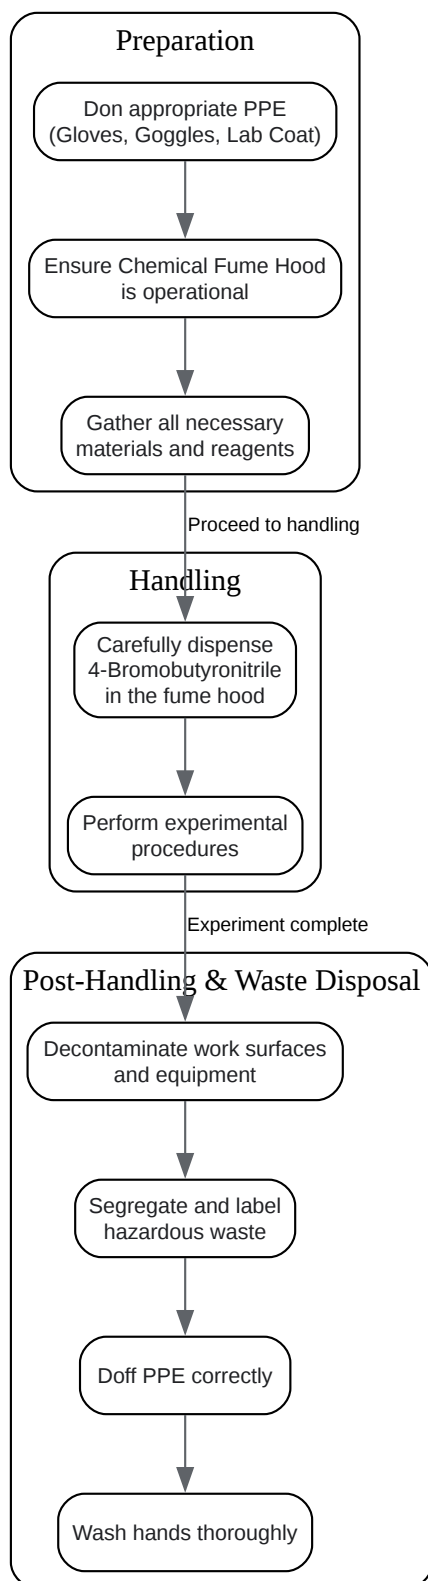 Preparation
Don appropriate PPE
(Gloves, Goggles, Lab Coat)
Ensure Chemical Fume Hood
is operational
Gather all necessary
materials and reagents
Proceed to handling
Handling
Carefully dispense
4-Bromobutyronitrile
in the fume hood
Perform experimental
procedures
Experiment complete
Post-Handling & Waste Disposal
Decontaminate work surfaces
and equipment
Segregate and label
hazardous waste
Doff PPE correctly
Wash hands thoroughly